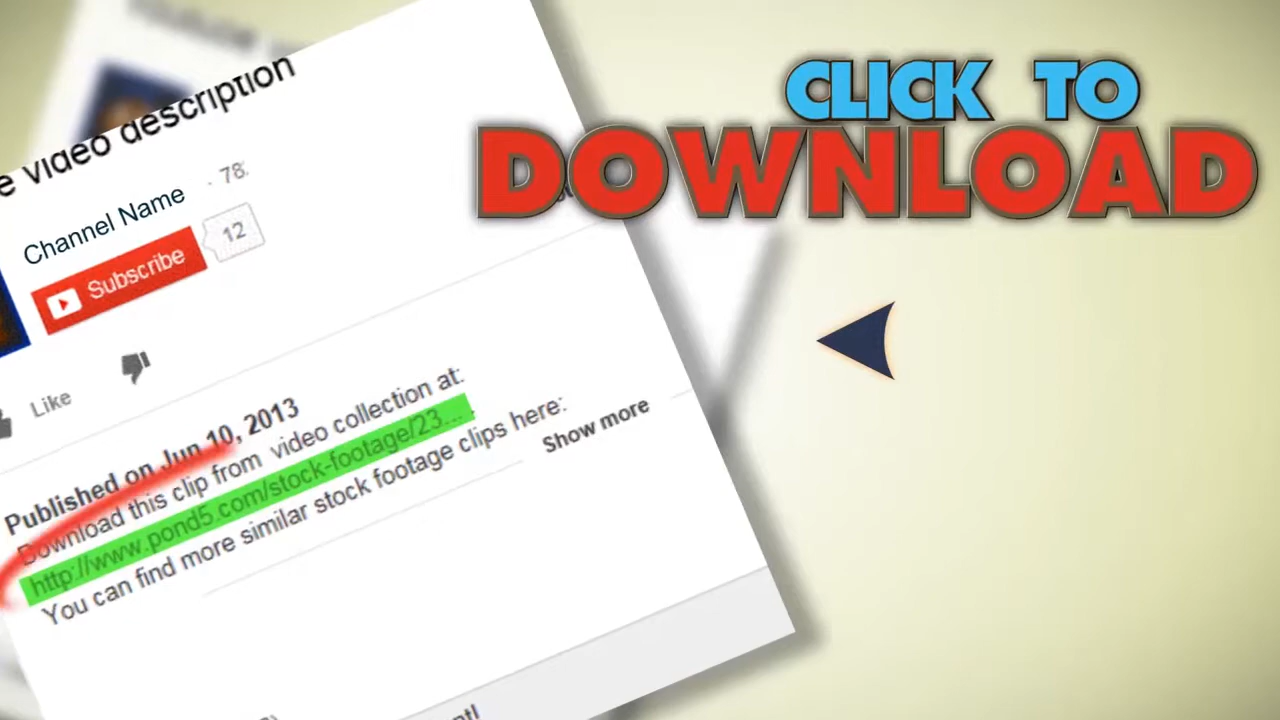 CLICK TO
DOWNLOAD
e video description
Channel Name
78
Subscribe
12
Like
Published on Jun 10, 2013
Download this clip from video collection at:
http://www.pond5.com/stock-footage/23...
You can find more similar stock footage clips here:
Show more